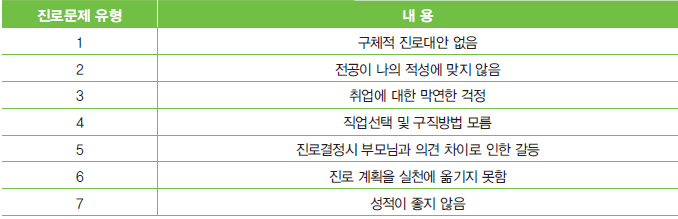 진로문제 유형 내 용
1 구체적 진로대안 없음
2 전공이 나의 적성에 맞지 않음
3 취업에 대한 막연한 걱정
4 직업선택 및 구직방법 모름
5 진로결정시 부모님과 의견 차이로 인한 갈등
6 진로 계획을 실천에 옮기지 못함
7 성적이 좋지 않음